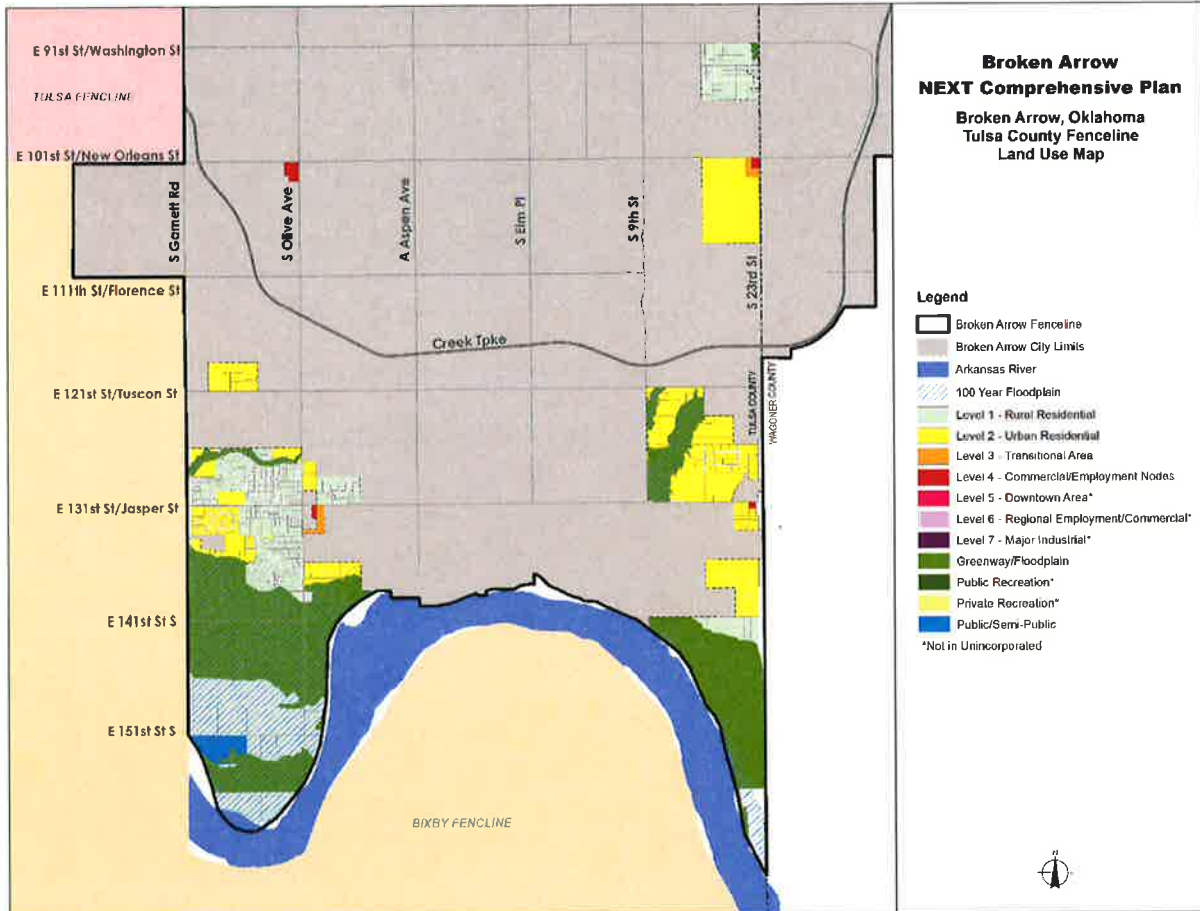 Broken Arrow
NEXT Comprehensive Plan
Broken Arrow, Oklahoma
Tulsa County Fenceline
Land Use Map
E 91st St/Washington St
TULSA FENCLINE
E 101st St/New Orleans St
S Garnett Rd
S Olive Ave
A Aspen Ave
S Elm Pl
S 9th St
S 23rd St
E 111th St/Florence St
Creek Tpke
E 121st St/Tuscon St
TULSA COUNTY
WAGONER COUNTY
E 131st St/Jasper St
E 141st St S
E 151st St S
BIXBY FENCLINE
Legend
Broken Arrow Fenceline
Broken Arrow City Limits
Arkansas River
100 Year Floodplain
Level 1 - Rural Residential
Level 2 - Urban Residential
Level 3 - Transitional Area
Level 4 - Commercial/Employment Nodes
Level 5 - Downtown Area*
Level 6 - Regional Employment/Commercial*
Level 7 - Major Industrial*
Greenway/Floodplain
Public Recreation*
Private Recreation*
Public/Semi-Public
*Not in Unincorporated
N